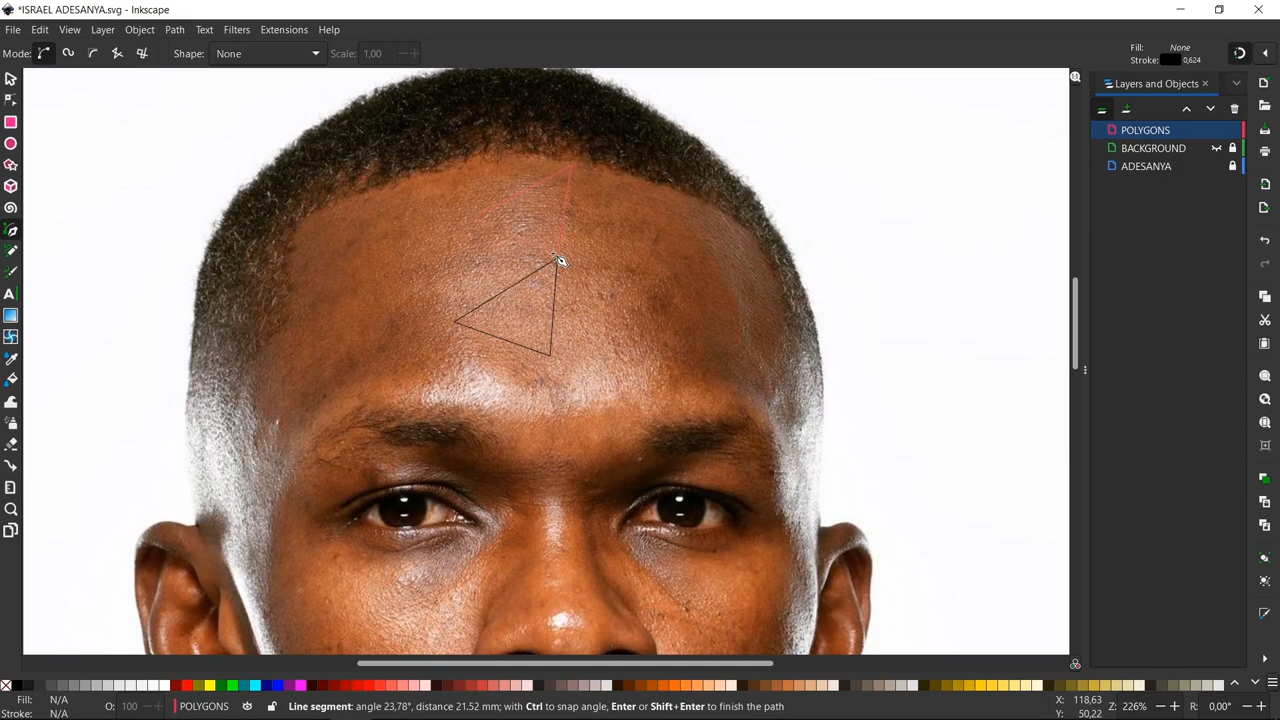 *ISRAEL ADESANYA.svg - Inkscape
File Edit View Layer Object Path Text Filters Extensions Help
Mode: Shape: None Scale: 1,00
Fill: None
Stroke: 0,624
Layers and Objects
POLYGONS
BACKGROUND
ADESANYA
Fill: N/A
Stroke: N/A
O: 100
POLYGONS
Line segment: angle 23,78°, distance 21.52 mm; with Ctrl to snap angle, Enter or Shift+Enter to finish the path
X: 118,63
Y: 50,22
Z: 226%
R: 0,00°